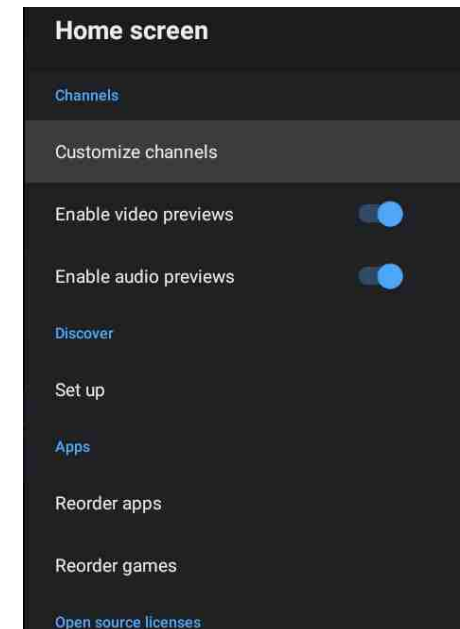 Home screen
Channels
Customize channels
Enable video previews
Enable audio previews
Discover
Set up
Apps
Reorder apps
Reorder games
Open source licenses